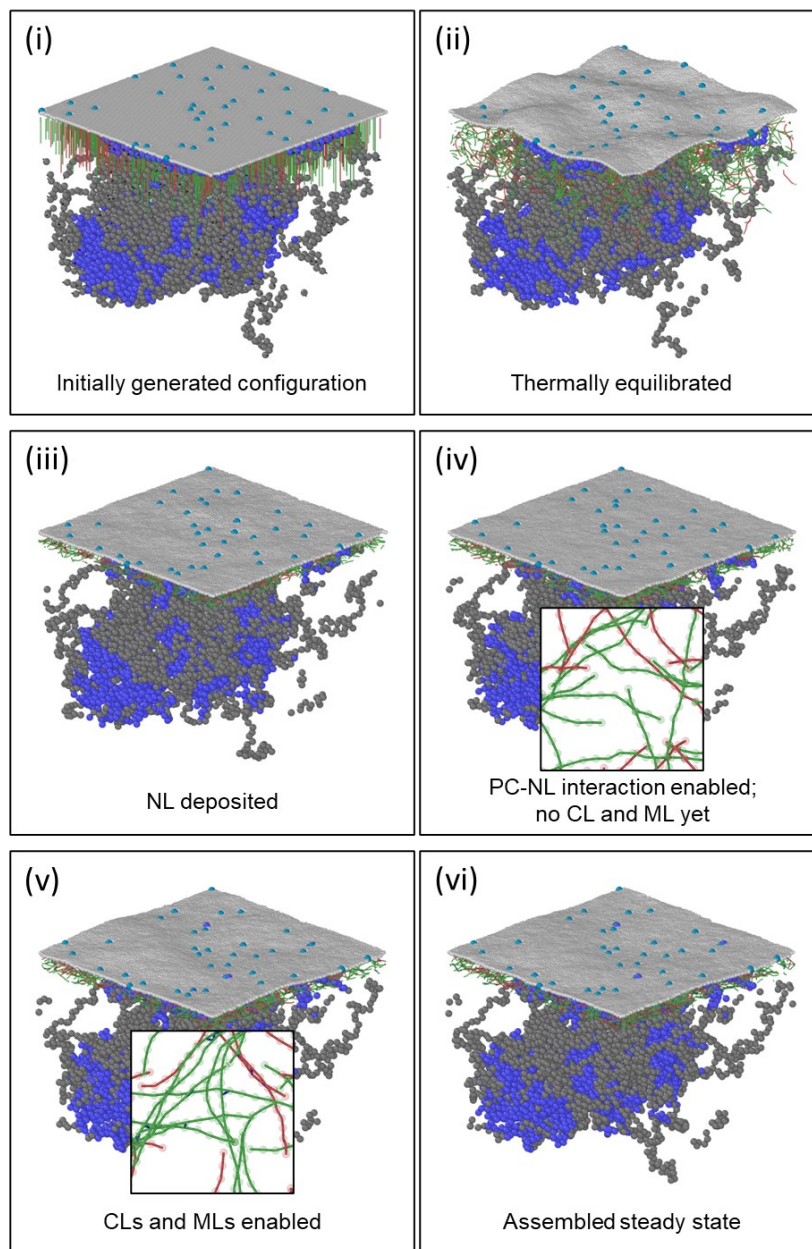 (i)
Initially generated configuration
(ii)
Thermally equilibrated
(iii)
NL deposited
(iv)
PC-NL interaction enabled;
no CL and ML yet
(v)
CLs and MLs enabled
(vi)
Assembled steady state